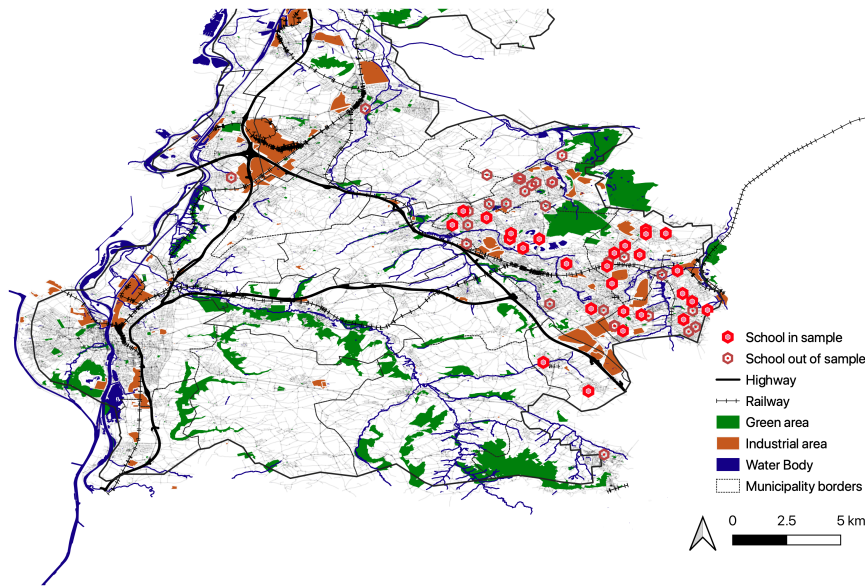 School in sample
School out of sample
Highway
Railway
Green area
Industrial area
Water Body
Municipality borders
0 2.5 5 km